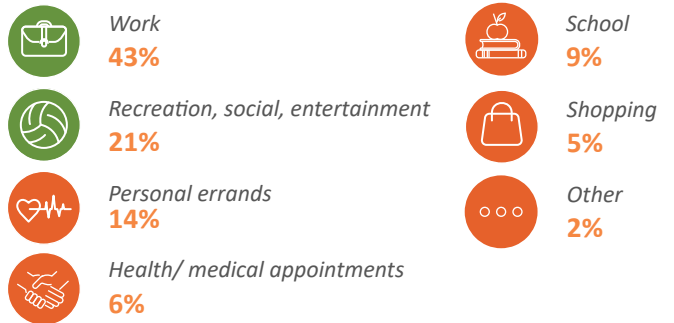 Work
43%
Recreation, social, entertainment
21%
Personal errands
14%
Health/ medical appointments
6%
School
9%
Shopping
5%
Other
2%